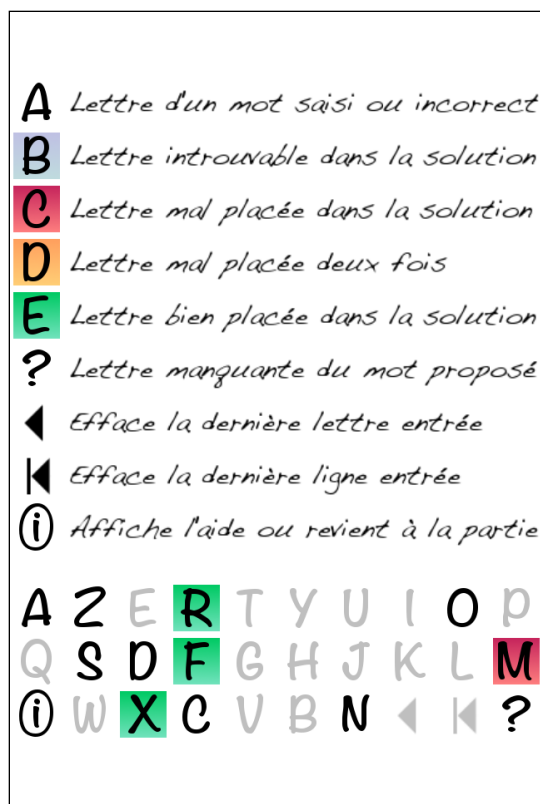 A Lettre d'un mot saisi ou incorrect
B Lettre introuvable dans la solution
C Lettre mal placée dans la solution
D Lettre mal placée deux fois
E Lettre bien placée dans la solution
? Lettre manquante du mot proposé
Efface la dernière lettre entrée
Efface la dernière ligne entrée
i Affiche l'aide ou revient à la partie
A Z E R T Y U I O P
Q S D F G H J K L M
i W X C V B N ?